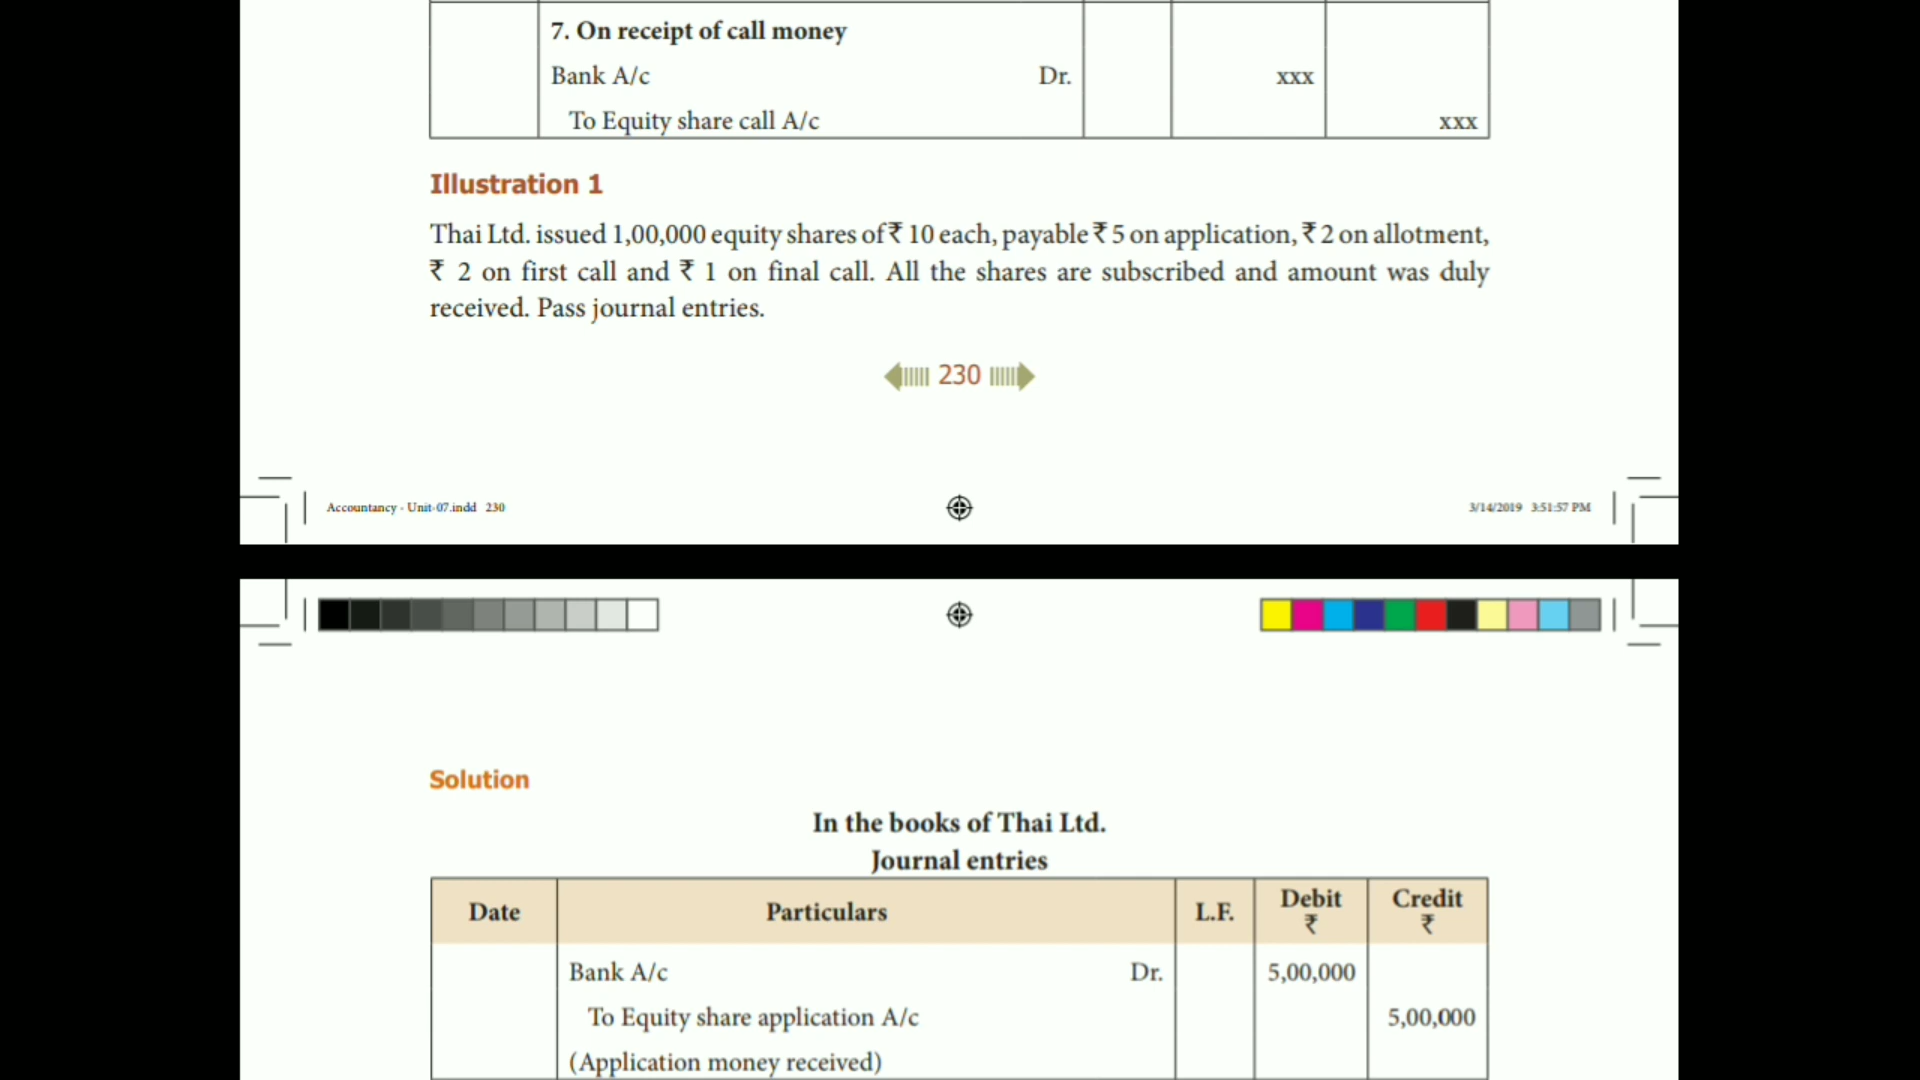 7. On receipt of call money
Bank A/c Dr. xxx
To Equity share call A/c xxx
Illustration 1
Thai Ltd. issued 1,00,000 equity shares of ₹ 10 each, payable ₹ 5 on application, ₹ 2 on allotment,
₹ 2 on first call and ₹ 1 on final call. All the shares are subscribed and amount was duly
received. Pass journal entries.
230
Accountancy - Unit-07.indd 230 3/14/2019 3:51:57 PM
Solution
In the books of Thai Ltd.
Journal entries
Date Particulars L.F. Debit ₹ Credit ₹
Bank A/c Dr. 5,00,000
To Equity share application A/c 5,00,000
(Application money received)